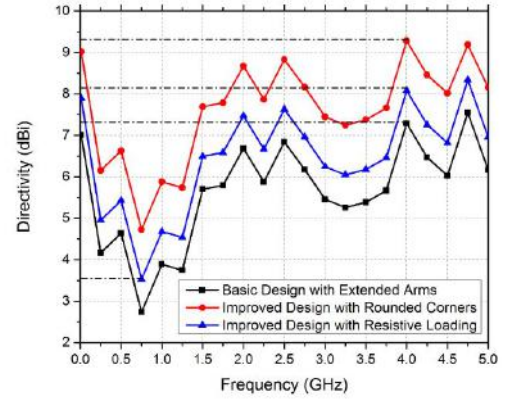 10
9
8
7
6
5
4
3
2
Directivity (dBi)
Basic Design with Extended Arms
Improved Design with Rounded Corners
Improved Design with Resistive Loading
0.0 0.5 1.0 1.5 2.0 2.5 3.0 3.5 4.0 4.5 5.0
Frequency (GHz)